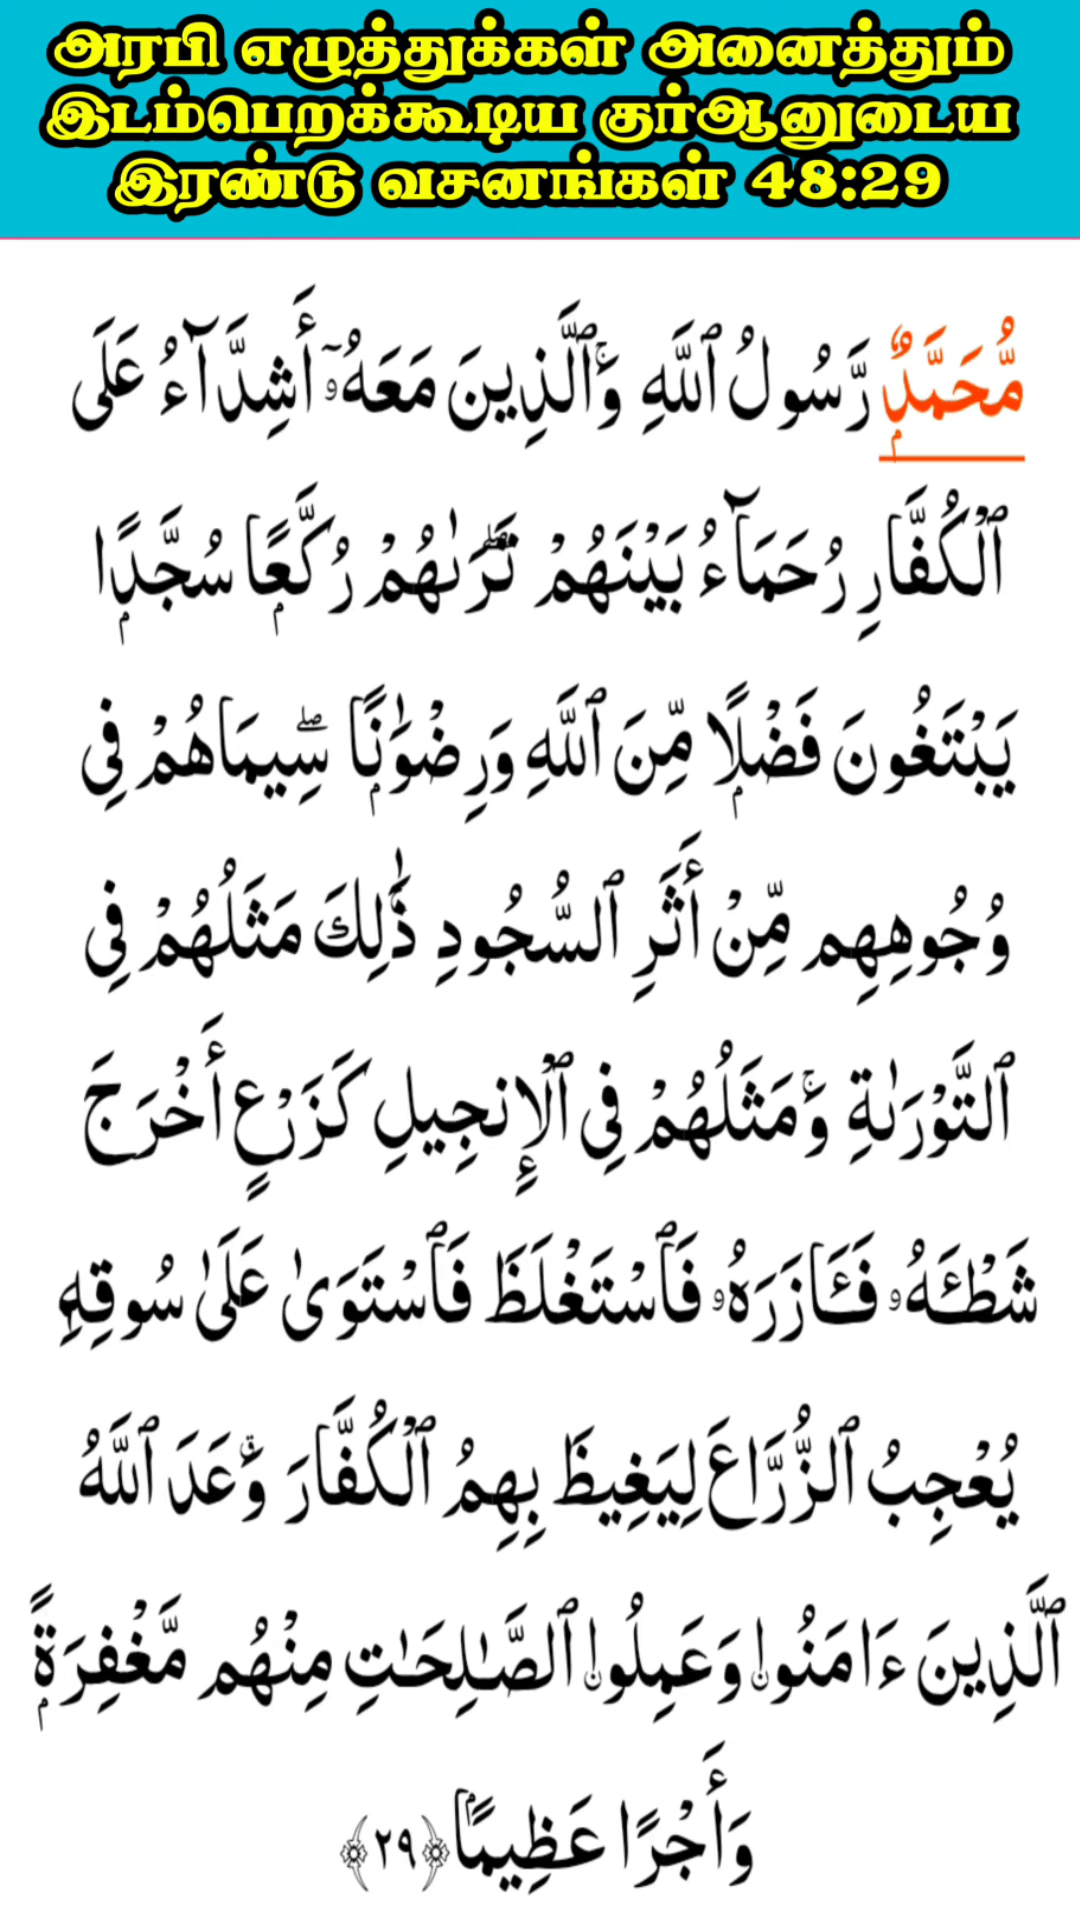 அரபி எழுத்துக்கள் அனைத்தும்
இடம்பெறக்கூடிய குர்ஆனுடைய
இரண்டு வசனங்கள் 48:29
مُّحَمَّدٌ رَّسُولُ ٱللَّهِ ۚ وَٱلَّذِينَ مَعَهُۥٓ أَشِدَّآءُ عَلَى
ٱلْكُفَّارِ رُحَمَآءُ بَيْنَهُمْ ۖ تَرَىٰهُمْ رُكَّعًا سُجَّدًا
يَبْتَغُونَ فَضْلًا مِّنَ ٱللَّهِ وَرِضْوَٰنًا ۖ سِيمَاهُمْ فِى
وُجُوهِهِم مِّنْ أَثَرِ ٱلسُّجُودِ ۚ ذَٰلِكَ مَثَلُهُمْ فِى
ٱلتَّوْرَىٰةِ ۚ وَمَثَلُهُمْ فِى ٱلْإِنجِيلِ كَزَرْعٍ أَخْرَجَ
شَطْـَٔهُۥ فَـَٔازَرَهُۥ فَٱسْتَغْلَظَ فَٱسْتَوَىٰ عَلَىٰ سُوقِهِۦ
يُعْجِبُ ٱلزُّرَّاعَ لِيَغِيظَ بِهِمُ ٱلْكُفَّارَ ۗ وَعَدَ ٱللَّهُ
ٱلَّذِينَ ءَامَنُوا۟ وَعَمِلُوا۟ ٱلصَّـٰلِحَـٰتِ مِنْهُم مَّغْفِرَةً
وَأَجْرًا عَظِيمًۢا ﴿٢٩﴾